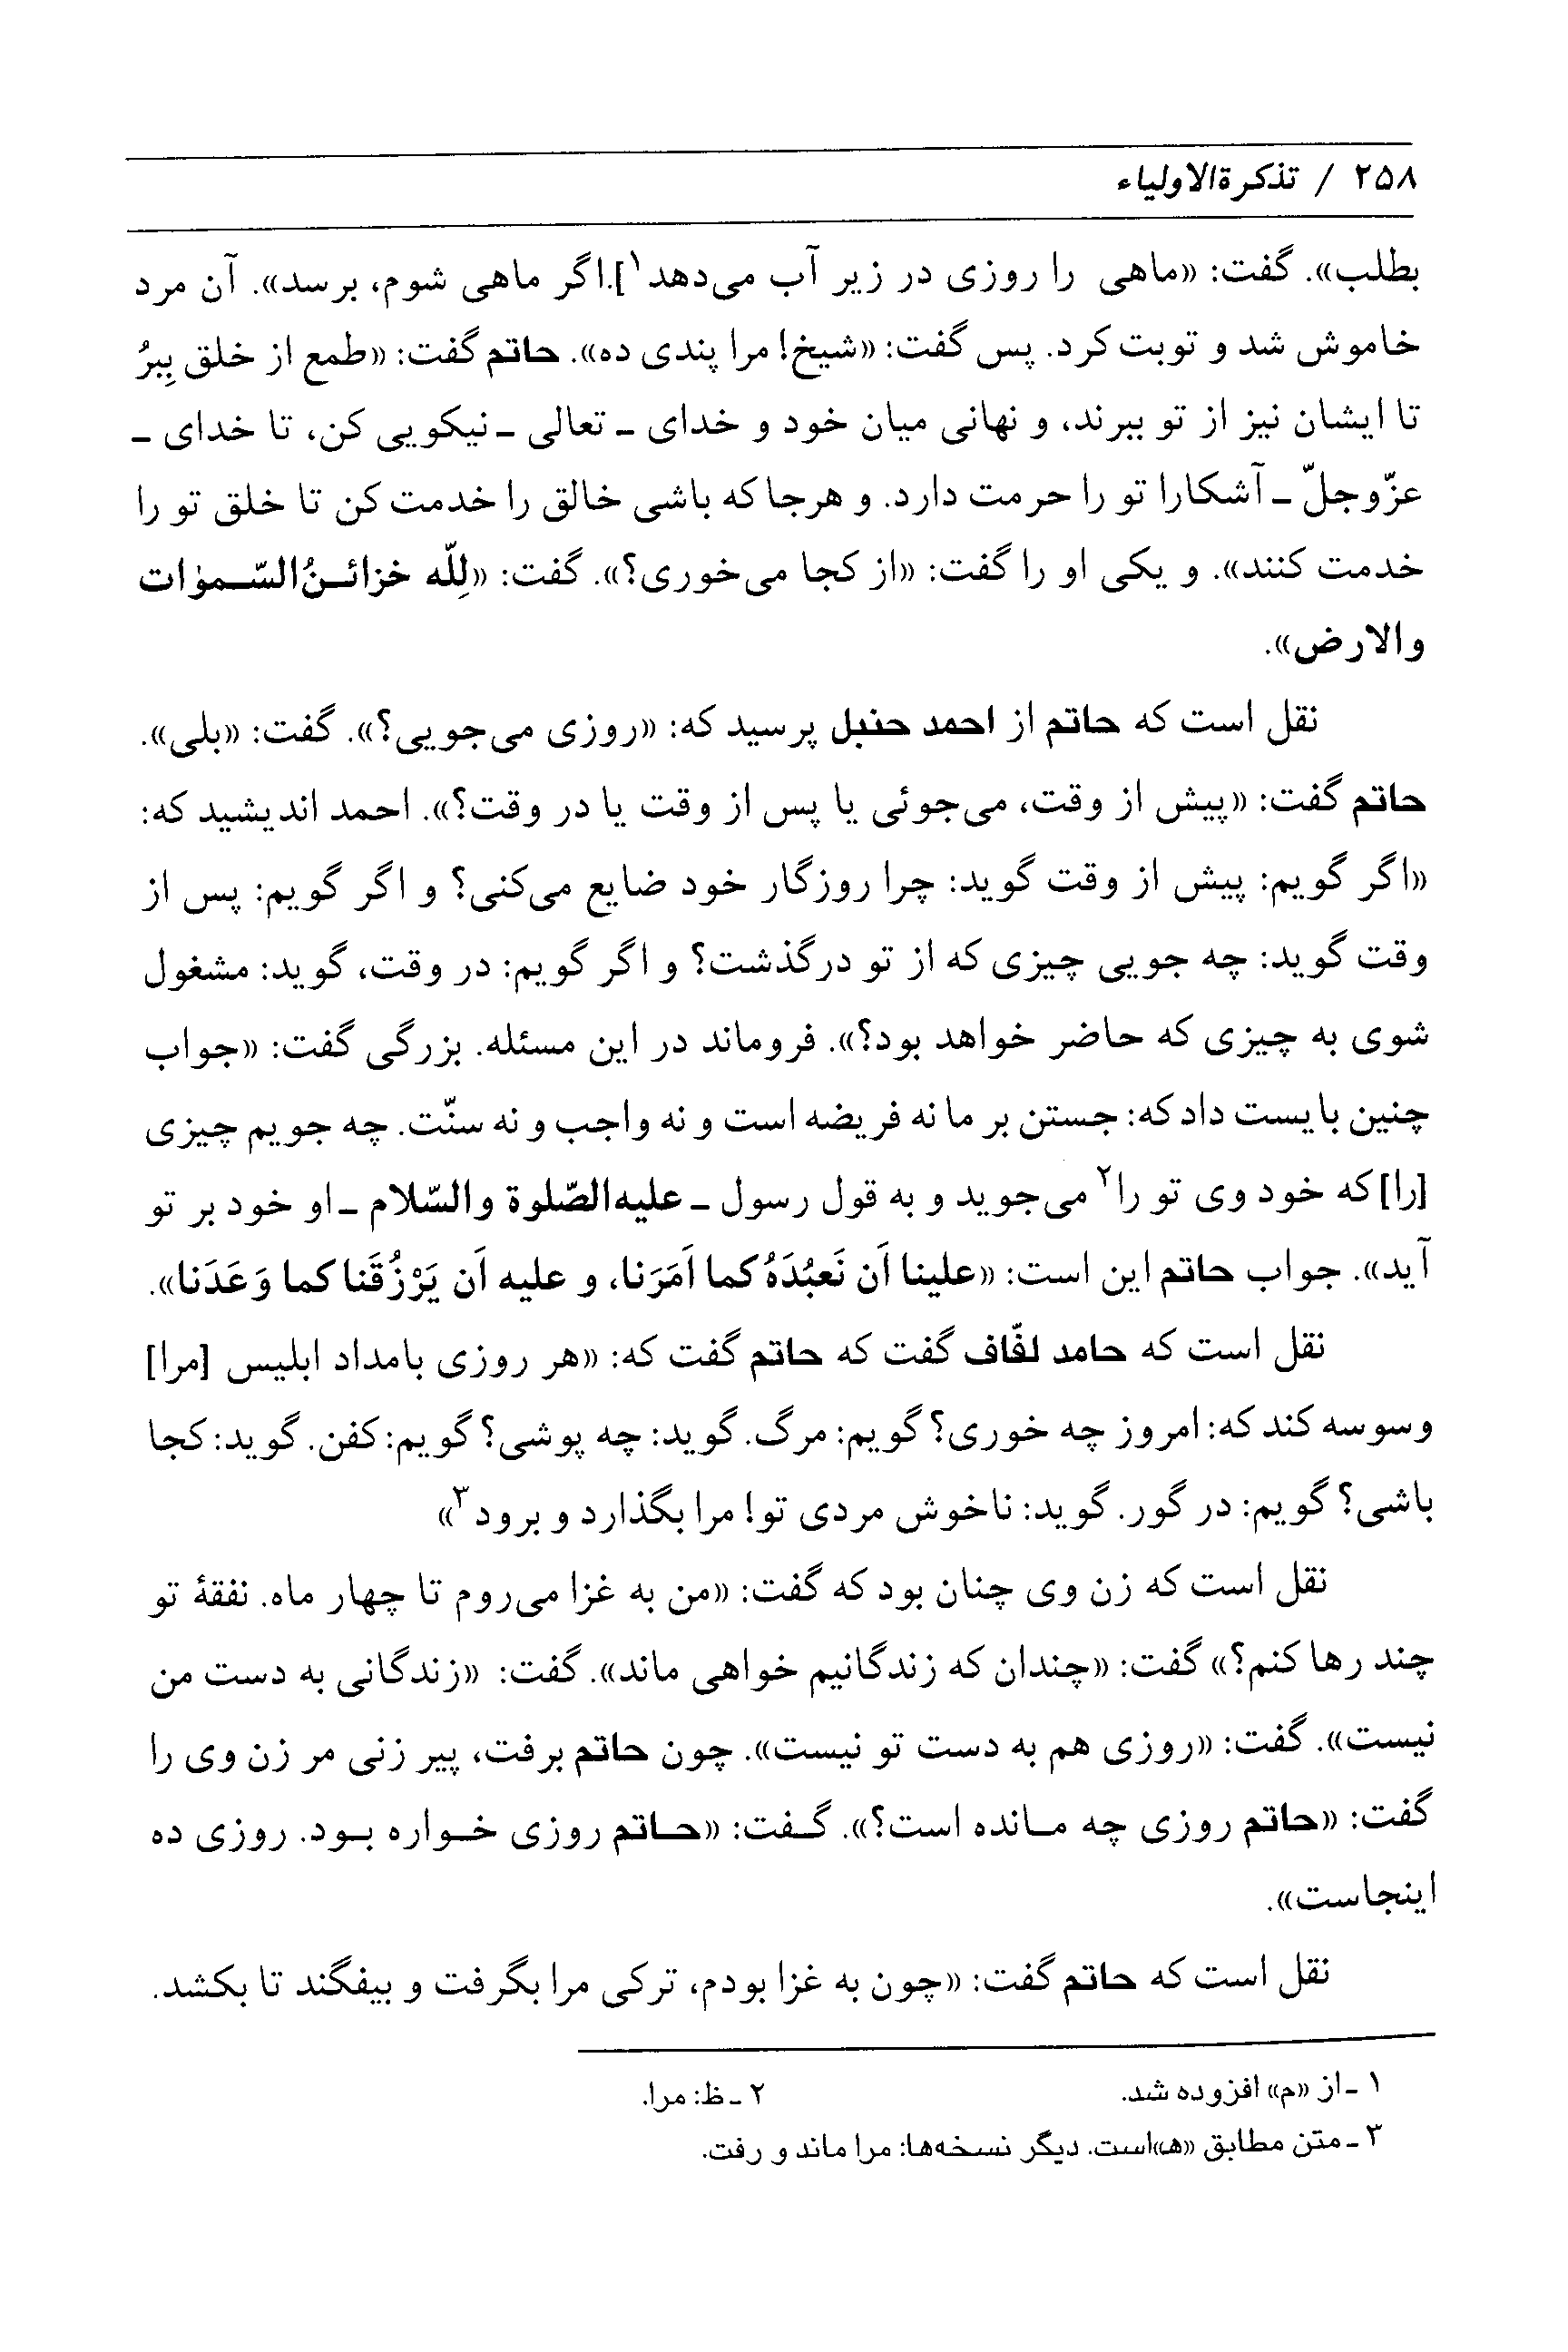 ۲۵۸ / تذکرةالاولیاء
بطلب». گفت: «ماهی را روزی در زیر آب می‌دهد۱].اگر ماهی شوم، برسد». آن مرد
خاموش شد و توبت کرد. پس گفت: «شیخ! مرا پندی ده». حاتم گفت: «طمع از خلق بِبرُ
تا ایشان نیز از تو ببرند، و نهانی میان خود و خدای ـ تعالی ـ نیکویی کن، تا خدای ـ
عزّوجلّ ـ آشکارا تو را حرمت دارد. و هرجا که باشی خالق را خدمت کن تا خلق تو را
خدمت کنند». و یکی او را گفت: «از کجا می‌خوری؟». گفت: «لِلّه خزائـنُ‌السّـموٰات
والارض».
نقل است که حاتم از احمد حنبل پرسید که: «روزی می‌جویی؟». گفت: «بلی».
حاتم گفت: «پیش از وقت، می‌جوئی یا پس از وقت یا در وقت؟». احمد اندیشید که:
«اگر گویم: پیش از وقت گوید: چرا روزگار خود ضایع می‌کنی؟ و اگر گویم: پس از
وقت گوید: چه جویی چیزی که از تو درگذشت؟ و اگر گویم: در وقت، گوید: مشغول
شوی به چیزی که حاضر خواهد بود؟». فروماند در این مسئله. بزرگی گفت: «جواب
چنین بایست داد که: جستن بر ما نه فریضه است و نه واجب و نه سنّت. چه جویم چیزی
[را] که خود وی تو را۲ می‌جوید و به قول رسول ـ علیه‌الصّلوة والسّلام ـ او خود بر تو
آید». جواب حاتم این است: «علینا اَن نَعبُدَهُ کما اَمَرَنا، و علیه اَن یَرْزُقَنا کما وَعَدَنا».
نقل است که حامد لفّاف گفت که حاتم گفت که: «هر روزی بامداد ابلیس [مرا]
وسوسه کند که: امروز چه خوری؟ گویم: مرگ. گوید: چه پوشی؟ گویم: کفن. گوید: کجا
باشی؟ گویم: در گور. گوید: ناخوش مردی تو! مرا بگذارد و برود۳»
نقل است که زن وی چنان بود که گفت: «من به غزا می‌روم تا چهار ماه. نفقهٔ تو
چند رها کنم؟» گفت: «چندان که زندگانیم خواهی ماند». گفت: «زندگانی به دست من
نیست». گفت: «روزی هم به دست تو نیست». چون حاتم برفت، پیر زنی مر زن وی را
گفت: «حاتم روزی چه مـانده است؟». گـفت: «حـاتم روزی خـواره بـود. روزی ده
اینجاست».
نقل است که حاتم گفت: «چون به غزا بودم، ترکی مرا بگرفت و بیفگند تا بکشد.
۱ ـ از «م» افزوده شد. ۲ ـ ظ: مرا.
۳ ـ متن مطابق «ه»است. دیگر نسخه‌ها: مرا ماند و رفت.